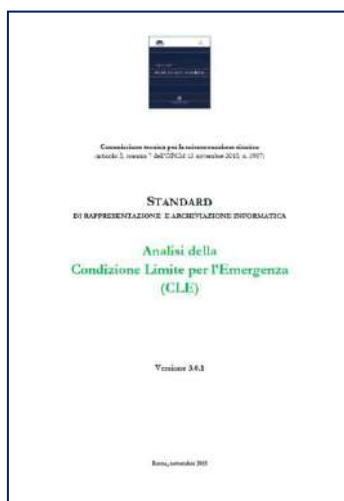 Commissione tecnica per la microzonazione sismica
(articolo 5, comma 7 dell'OPCM 13 novembre 2010, n. 3907)
STANDARD
DI RAPPRESENTAZIONE E ARCHIVIAZIONE INFORMATICA
Analisi della
Condizione Limite per l'Emergenza
(CLE)
Versione 3.0.1
Roma, novembre